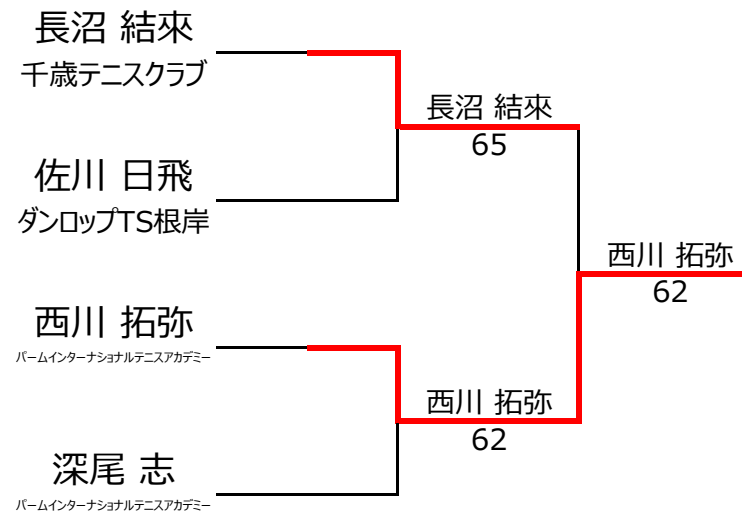 長沼 結來
千歳テニスクラブ
長沼 結來
65
佐川 日飛
ダンロップTS根岸
西川 拓弥
62
西川 拓弥
パームインターナショナルテニスアカデミー
西川 拓弥
62
深尾 志
パームインターナショナルテニスアカデミー